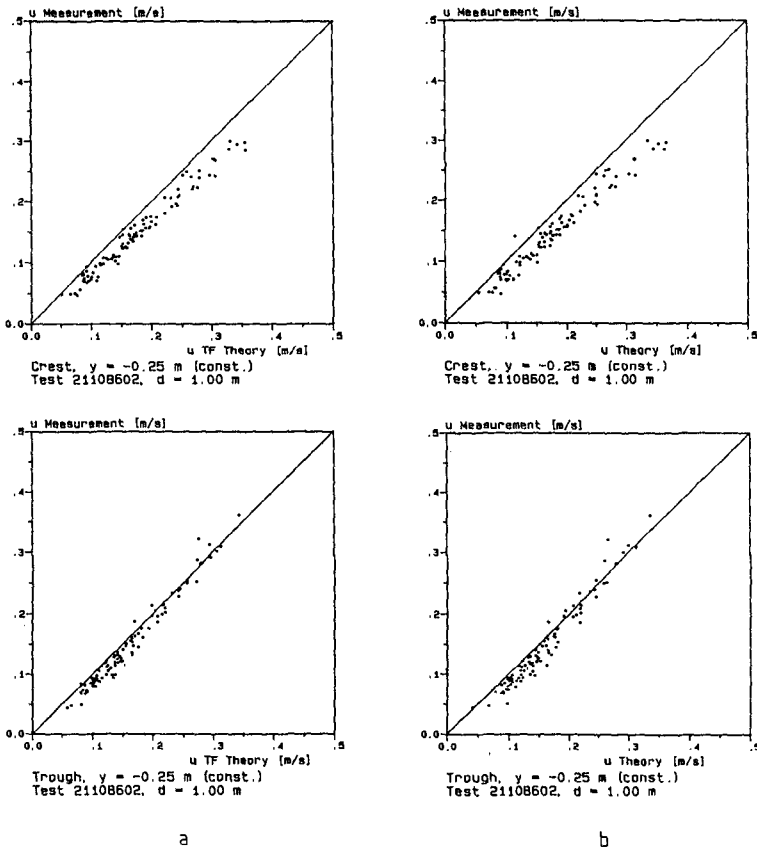 u Measurement [m/s]
.5
.4
.3
.2
.1
0.0
0.0 .1 .2 .3 .4 .5
u TF Theory [m/s]
Crest, y = -0.25 m (const.)
Test 21108602, d = 1.00 m
u Measurement [m/s]
.5
.4
.3
.2
.1
0.0
0.0 .1 .2 .3 .4 .5
u Theory [m/s]
Crest, y = -0.25 m (const.)
Test 21108602, d = 1.00 m
u Measurement [m/s]
.5
.4
.3
.2
.1
0.0
0.0 .1 .2 .3 .4 .5
u TF Theory [m/s]
Trough, y = -0.25 m (const.)
Test 21108602, d = 1.00 m
u Measurement [m/s]
.5
.4
.3
.2
.1
0.0
0.0 .1 .2 .3 .4 .5
u Theory [m/s]
Trough, y = -0.25 m (const.)
Test 21108602, d = 1.00 m
a
b